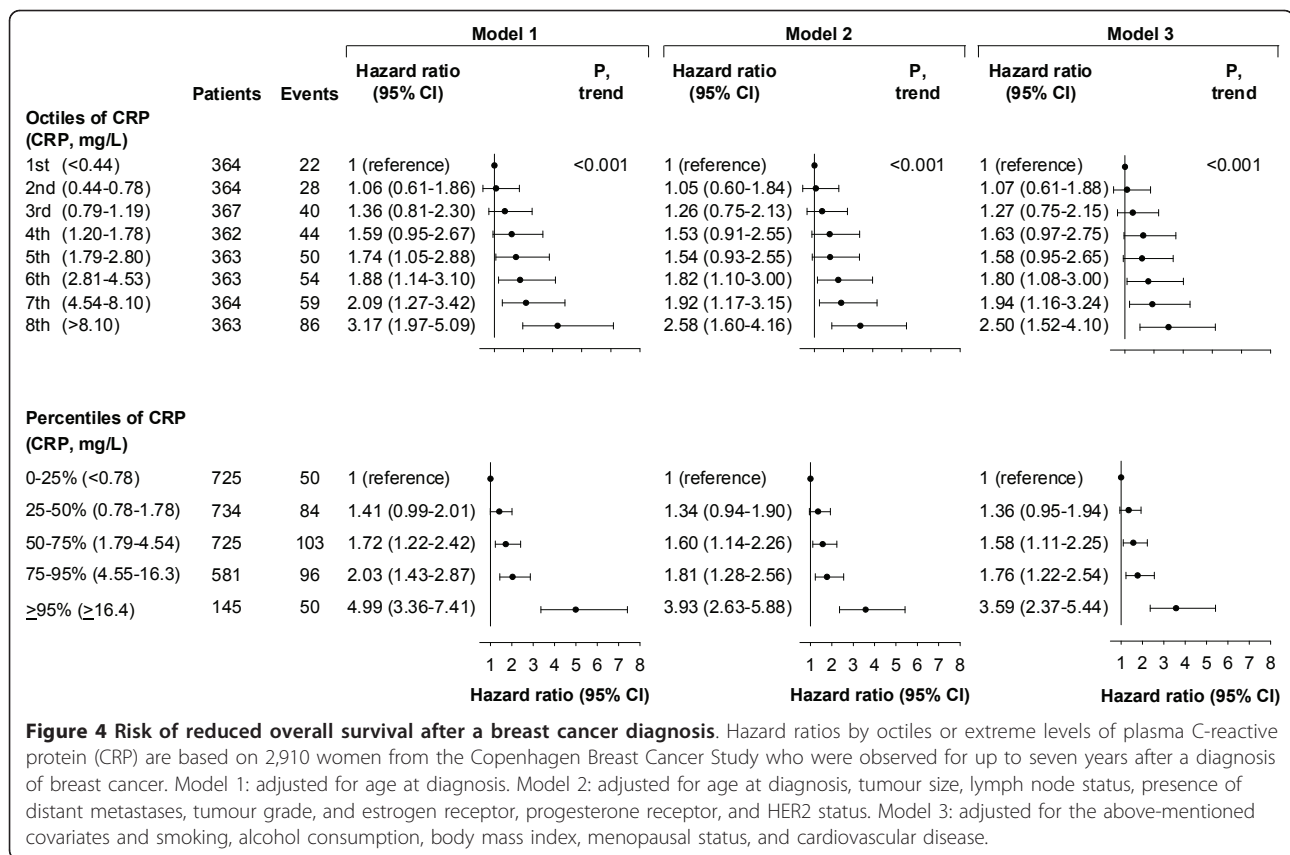 Model 1 Model 2 Model 3
Hazard ratio P, Hazard ratio P, Hazard ratio P,
Patients Events (95% CI) trend (95% CI) trend (95% CI) trend
Octiles of CRP
(CRP, mg/L)
1st (<0.44) 364 22 1 (reference) <0.001 1 (reference) <0.001 1 (reference) <0.001
2nd (0.44-0.78) 364 28 1.06 (0.61-1.86) 1.05 (0.60-1.84) 1.07 (0.61-1.88)
3rd (0.79-1.19) 367 40 1.36 (0.81-2.30) 1.26 (0.75-2.13) 1.27 (0.75-2.15)
4th (1.20-1.78) 362 44 1.59 (0.95-2.67) 1.53 (0.91-2.55) 1.63 (0.97-2.75)
5th (1.79-2.80) 363 50 1.74 (1.05-2.88) 1.54 (0.93-2.55) 1.58 (0.95-2.65)
6th (2.81-4.53) 363 54 1.88 (1.14-3.10) 1.82 (1.10-3.00) 1.80 (1.08-3.00)
7th (4.54-8.10) 364 59 2.09 (1.27-3.42) 1.92 (1.17-3.15) 1.94 (1.16-3.24)
8th (>8.10) 363 86 3.17 (1.97-5.09) 2.58 (1.60-4.16) 2.50 (1.52-4.10)
Percentiles of CRP
(CRP, mg/L)
0-25% (<0.78) 725 50 1 (reference) 1 (reference) 1 (reference)
25-50% (0.78-1.78) 734 84 1.41 (0.99-2.01) 1.34 (0.94-1.90) 1.36 (0.95-1.94)
50-75% (1.79-4.54) 725 103 1.72 (1.22-2.42) 1.60 (1.14-2.26) 1.58 (1.11-2.25)
75-95% (4.55-16.3) 581 96 2.03 (1.43-2.87) 1.81 (1.28-2.56) 1.76 (1.22-2.54)
≥95% (≥16.4) 145 50 4.99 (3.36-7.41) 3.93 (2.63-5.88) 3.59 (2.37-5.44)
1 2 3 4 5 6 7 8 1 2 3 4 5 6 7 8 1 2 3 4 5 6 7 8
Hazard ratio (95% CI) Hazard ratio (95% CI) Hazard ratio (95% CI)
Figure 4 Risk of reduced overall survival after a breast cancer diagnosis. Hazard ratios by octiles or extreme levels of plasma C-reactive
protein (CRP) are based on 2,910 women from the Copenhagen Breast Cancer Study who were observed for up to seven years after a diagnosis
of breast cancer. Model 1: adjusted for age at diagnosis. Model 2: adjusted for age at diagnosis, tumour size, lymph node status, presence of
distant metastases, tumour grade, and estrogen receptor, progesterone receptor, and HER2 status. Model 3: adjusted for the above-mentioned
covariates and smoking, alcohol consumption, body mass index, menopausal status, and cardiovascular disease.